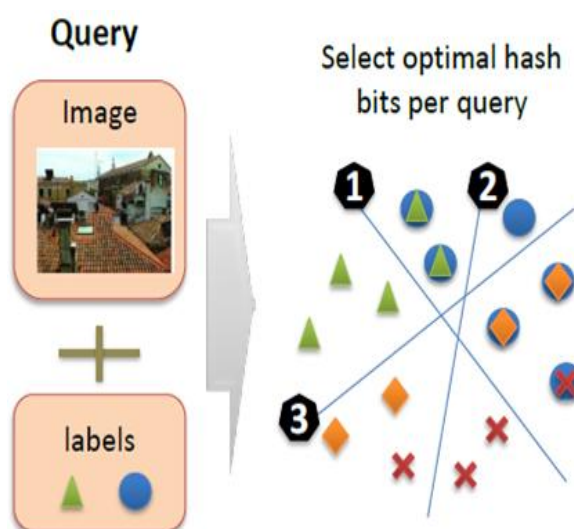 Query
Image
labels
Select optimal hash
bits per query
1
2
3